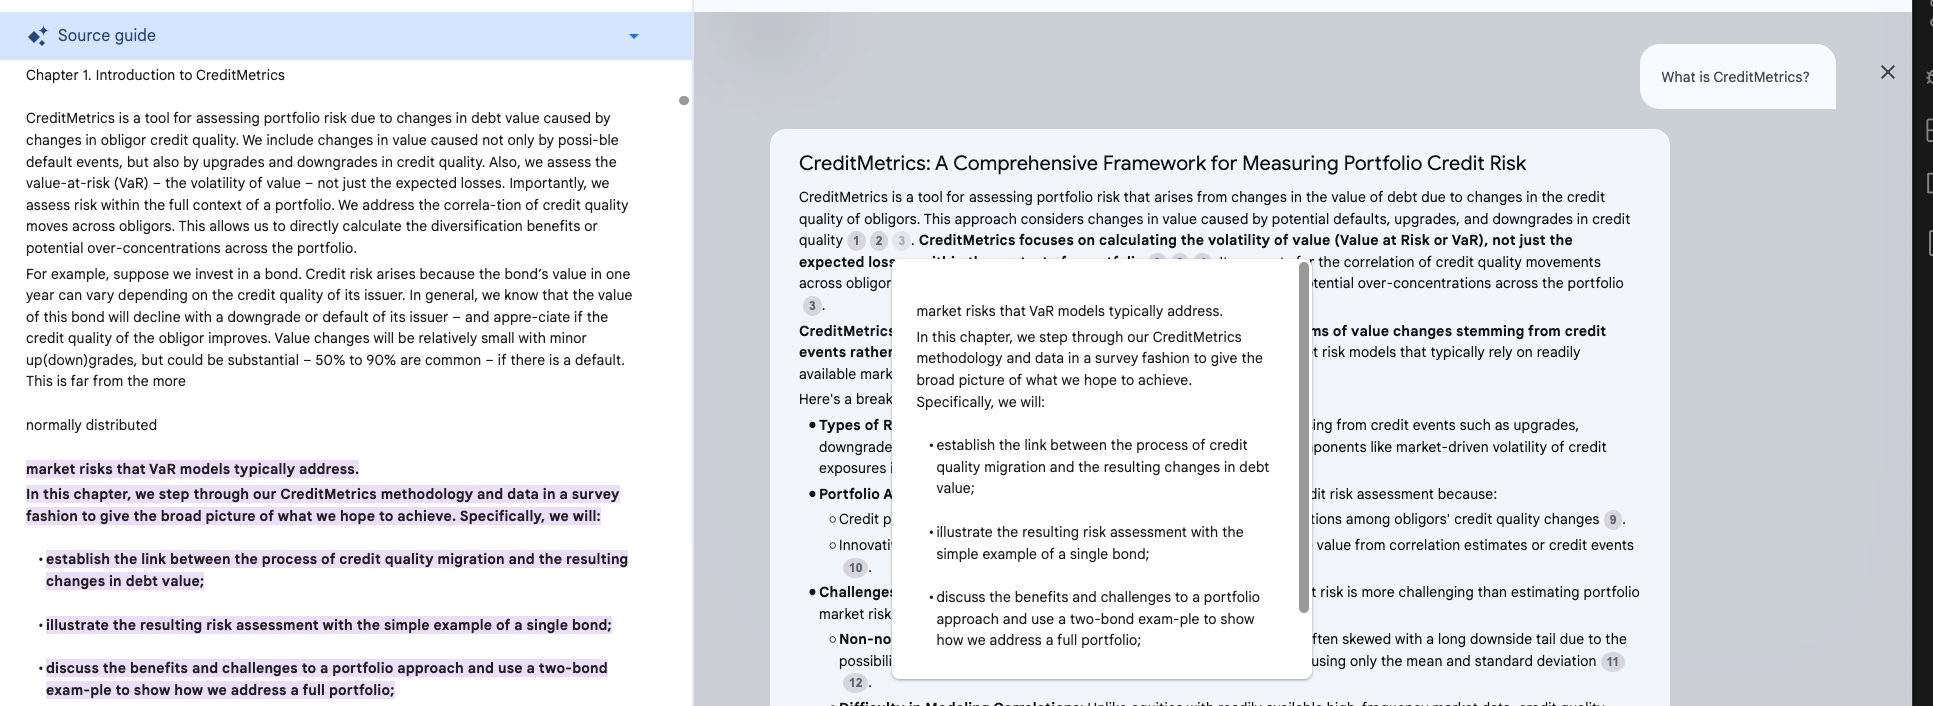 Source guide
Chapter 1. Introduction to CreditMetrics
CreditMetrics is a tool for assessing portfolio risk due to changes in debt value caused by
changes in obligor credit quality. We include changes in value caused not only by possi-ble
default events, but also by upgrades and downgrades in credit quality. Also, we assess the
value-at-risk (VaR) – the volatility of value – not just the expected losses. Importantly, we
assess risk within the full context of a portfolio. We address the correla-tion of credit quality
moves across obligors. This allows us to directly calculate the diversification benefits or
potential over-concentrations across the portfolio.
For example, suppose we invest in a bond. Credit risk arises because the bond's value in one
year can vary depending on the credit quality of its issuer. In general, we know that the value
of this bond will decline with a downgrade or default of its issuer – and appre-ciate if the
credit quality of the obligor improves. Value changes will be relatively small with minor
up(down)grades, but could be substantial – 50% to 90% are common – if there is a default.
This is far from the more
normally distributed
market risks that VaR models typically address.
In this chapter, we step through our CreditMetrics methodology and data in a survey
fashion to give the broad picture of what we hope to achieve. Specifically, we will:
• establish the link between the process of credit quality migration and the resulting
changes in debt value;
• illustrate the resulting risk assessment with the simple example of a single bond;
• discuss the benefits and challenges to a portfolio approach and use a two-bond
exam-ple to show how we address a full portfolio;
What is CreditMetrics?
CreditMetrics: A Comprehensive Framework for Measuring Portfolio Credit Risk
CreditMetrics is a tool for assessing portfolio risk that arises from changes in the value of debt due to changes in the credit
quality of obligors. This approach considers changes in value caused by potential defaults, upgrades, and downgrades in credit
quality 1 2 3 . CreditMetrics focuses on calculating the volatility of value (Value at Risk or VaR), not just the
expected loss the correlation of credit quality movements
across obligor tential over-concentrations across the portfolio
3 .
CreditMetrics ms of value changes stemming from credit
events rather risk models that typically rely on readily
available mark
Here's a break
• Types of R ing from credit events such as upgrades,
downgrade ponents like market-driven volatility of credit
exposures
• Portfolio A dit risk assessment because:
○ Credit p tions among obligors' credit quality changes 9 .
○ Innovati value from correlation estimates or credit events
10 .
• Challenges risk is more challenging than estimating portfolio
market risk
○ Non-no ften skewed with a long downside tail due to the
possibili using only the mean and standard deviation 11
12 .
market risks that VaR models typically address.
In this chapter, we step through our CreditMetrics
methodology and data in a survey fashion to give the
broad picture of what we hope to achieve.
Specifically, we will:
• establish the link between the process of credit
quality migration and the resulting changes in debt
value;
• illustrate the resulting risk assessment with the
simple example of a single bond;
• discuss the benefits and challenges to a portfolio
approach and use a two-bond exam-ple to show
how we address a full portfolio;